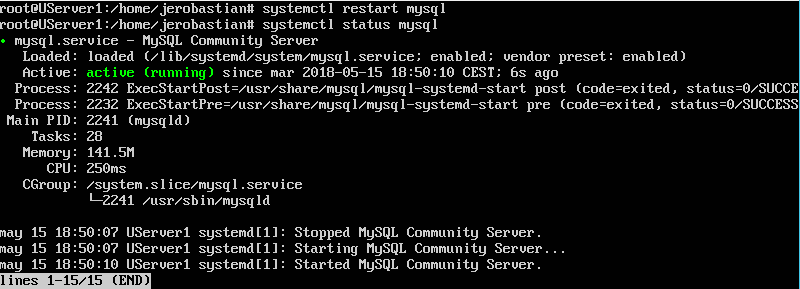 root@UServer1:/home/jerobastian# systemctl restart mysql
root@UServer1:/home/jerobastian# systemctl status mysql
• mysql.service - MySQL Community Server
Loaded: loaded (/lib/systemd/system/mysql.service; enabled; vendor preset: enabled)
Active: active (running) since mar 2018-05-15 18:50:10 CEST; 6s ago
Process: 2242 ExecStartPost=/usr/share/mysql/mysql-systemd-start post (code=exited, status=0/SUCCE
Process: 2232 ExecStartPre=/usr/share/mysql/mysql-systemd-start pre (code=exited, status=0/SUCCESS
Main PID: 2241 (mysqld)
Tasks: 28
Memory: 141.5M
CPU: 250ms
CGroup: /system.slice/mysql.service
└─2241 /usr/sbin/mysqld
may 15 18:50:07 UServer1 systemd[1]: Stopped MySQL Community Server.
may 15 18:50:07 UServer1 systemd[1]: Starting MySQL Community Server...
may 15 18:50:10 UServer1 systemd[1]: Started MySQL Community Server.
lines 1-15/15 (END)